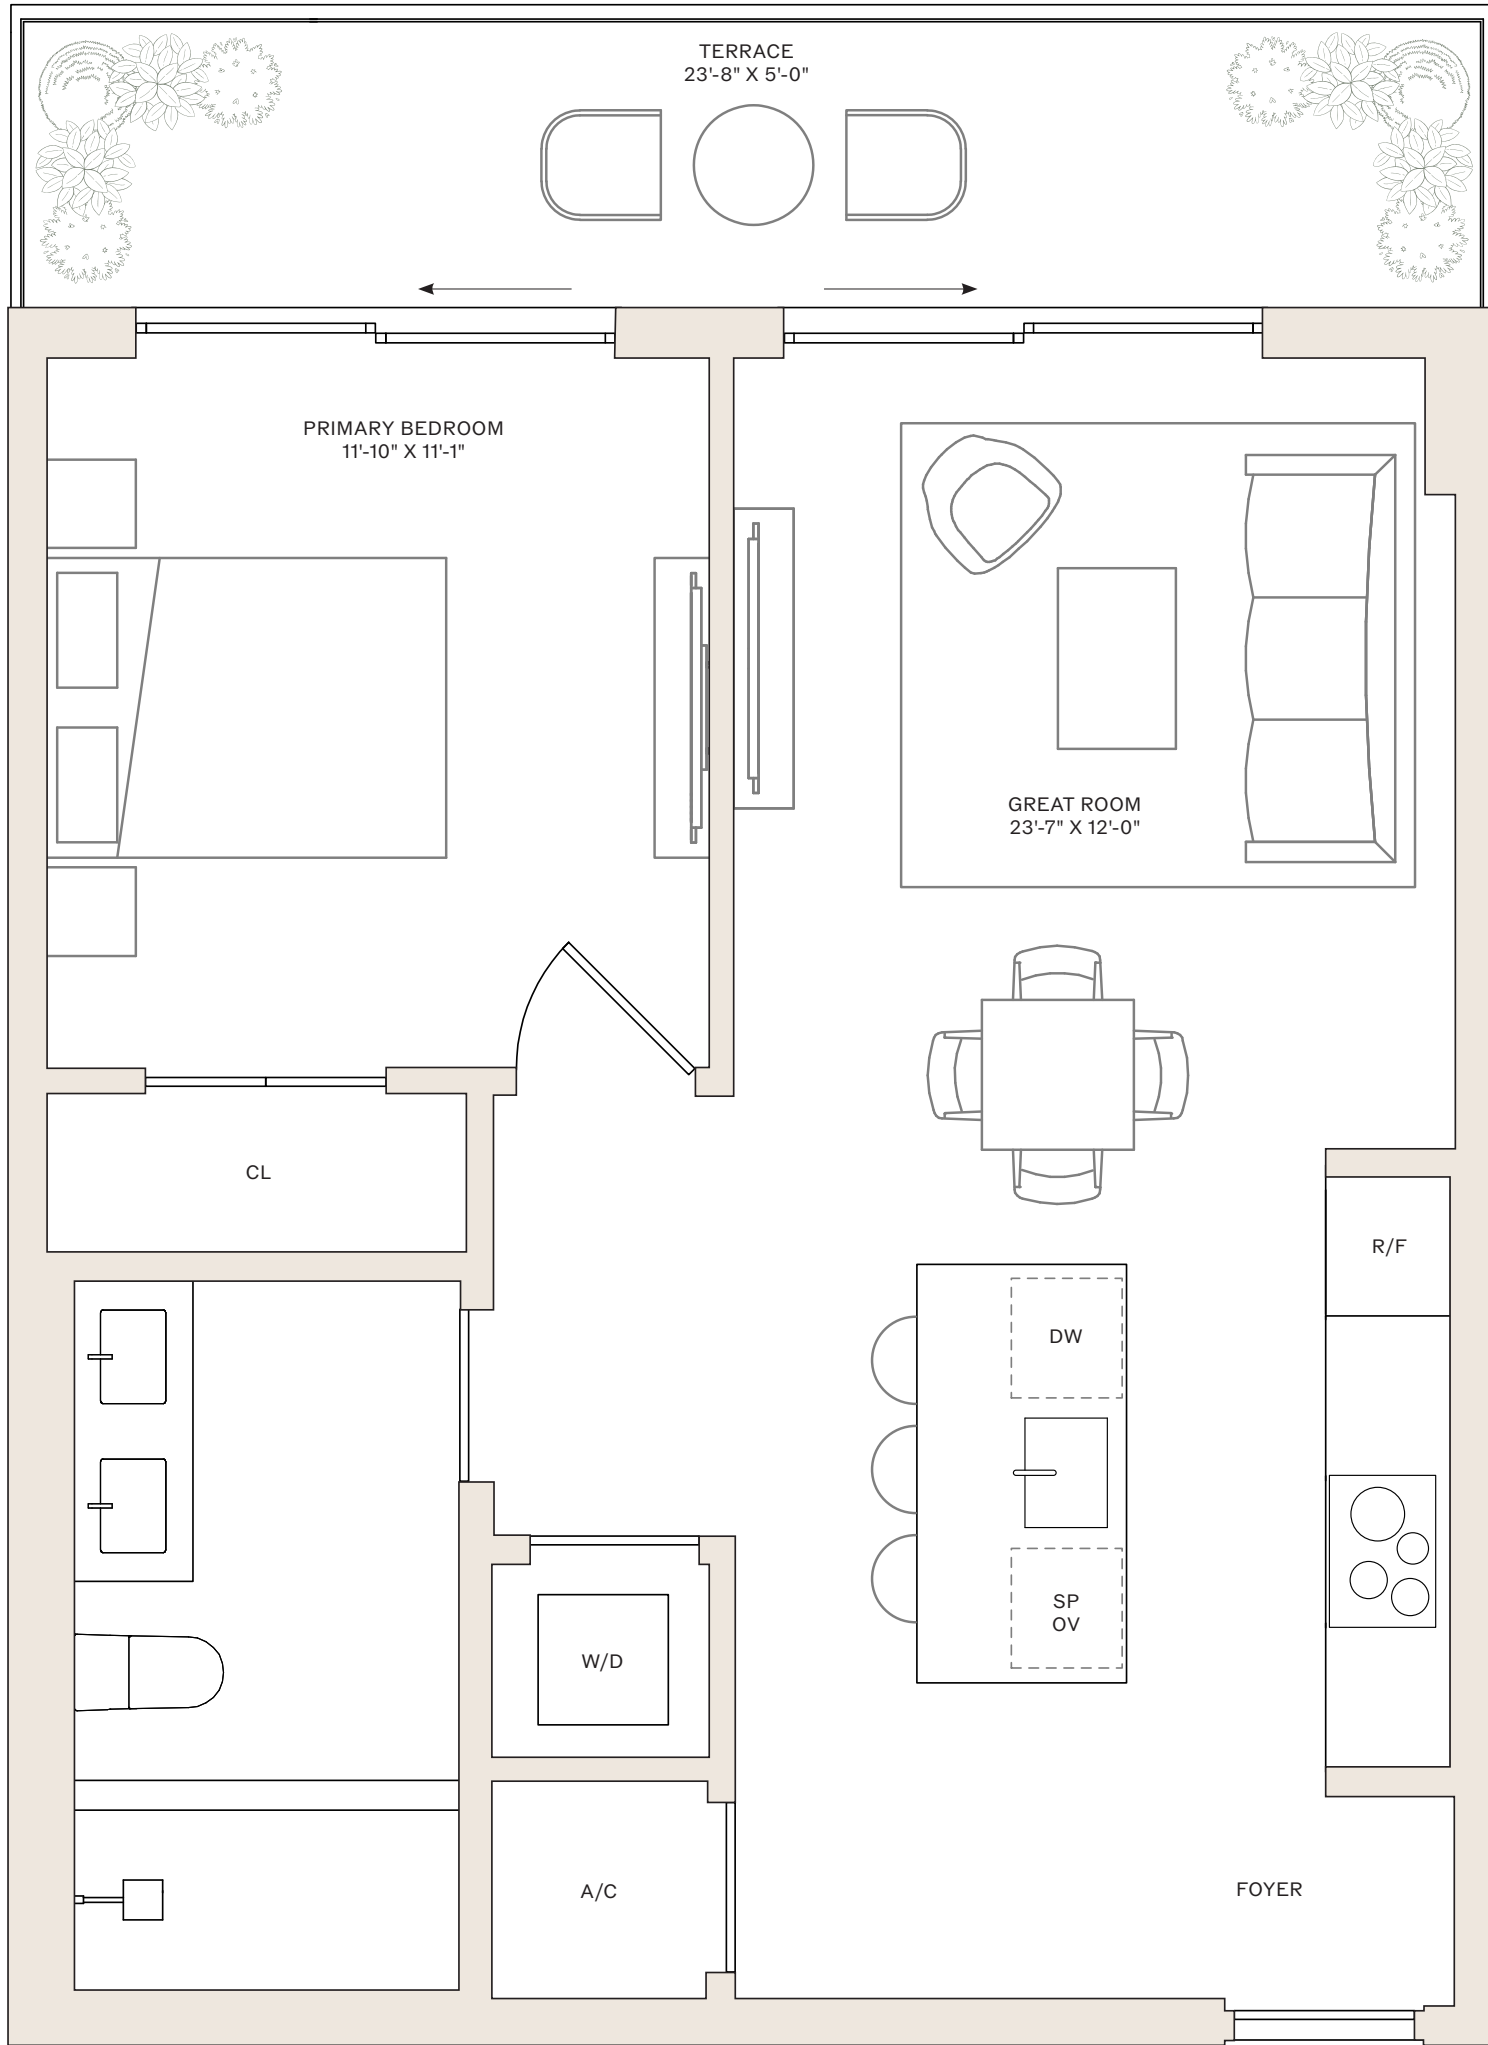 TERRACE
23'-8" X 5'-0"
PRIMARY BEDROOM
11'-10" X 11'-1"
GREAT ROOM
23'-7" X 12'-0"
CL
R/F
DW
SP
OV
W/D
A/C
FOYER